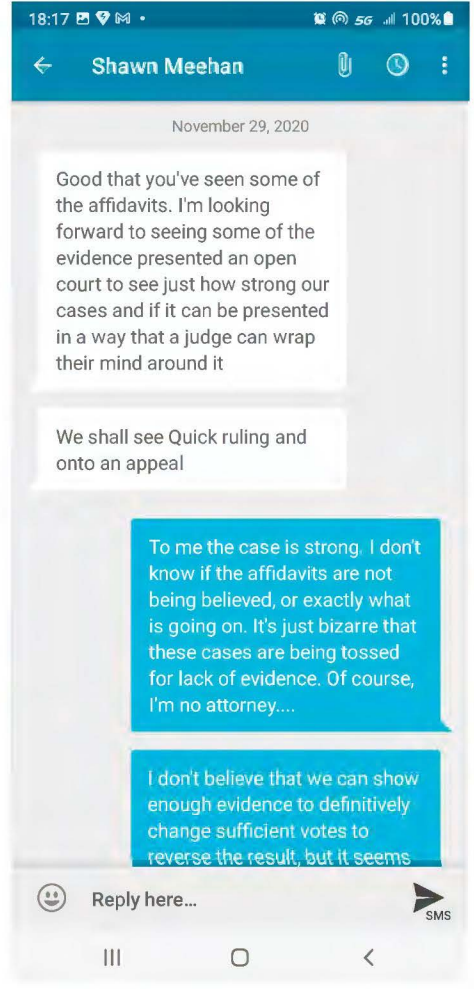 18:17 5G 100%
Shawn Meehan
November 29, 2020
Good that you've seen some of
the affidavits. I'm looking
forward to seeing some of the
evidence presented an open
court to see just how strong our
cases and if it can be presented
in a way that a judge can wrap
their mind around it
We shall see Quick ruling and
onto an appeal
To me the case is strong. I don't
know if the affidavits are not
being believed, or exactly what
is going on. It's just bizarre that
these cases are being tossed
for lack of evidence. Of course,
I'm no attorney....
I don't believe that we can show
enough evidence to definitively
change sufficient votes to
reverse the result, but it seems
Reply here...
SMS